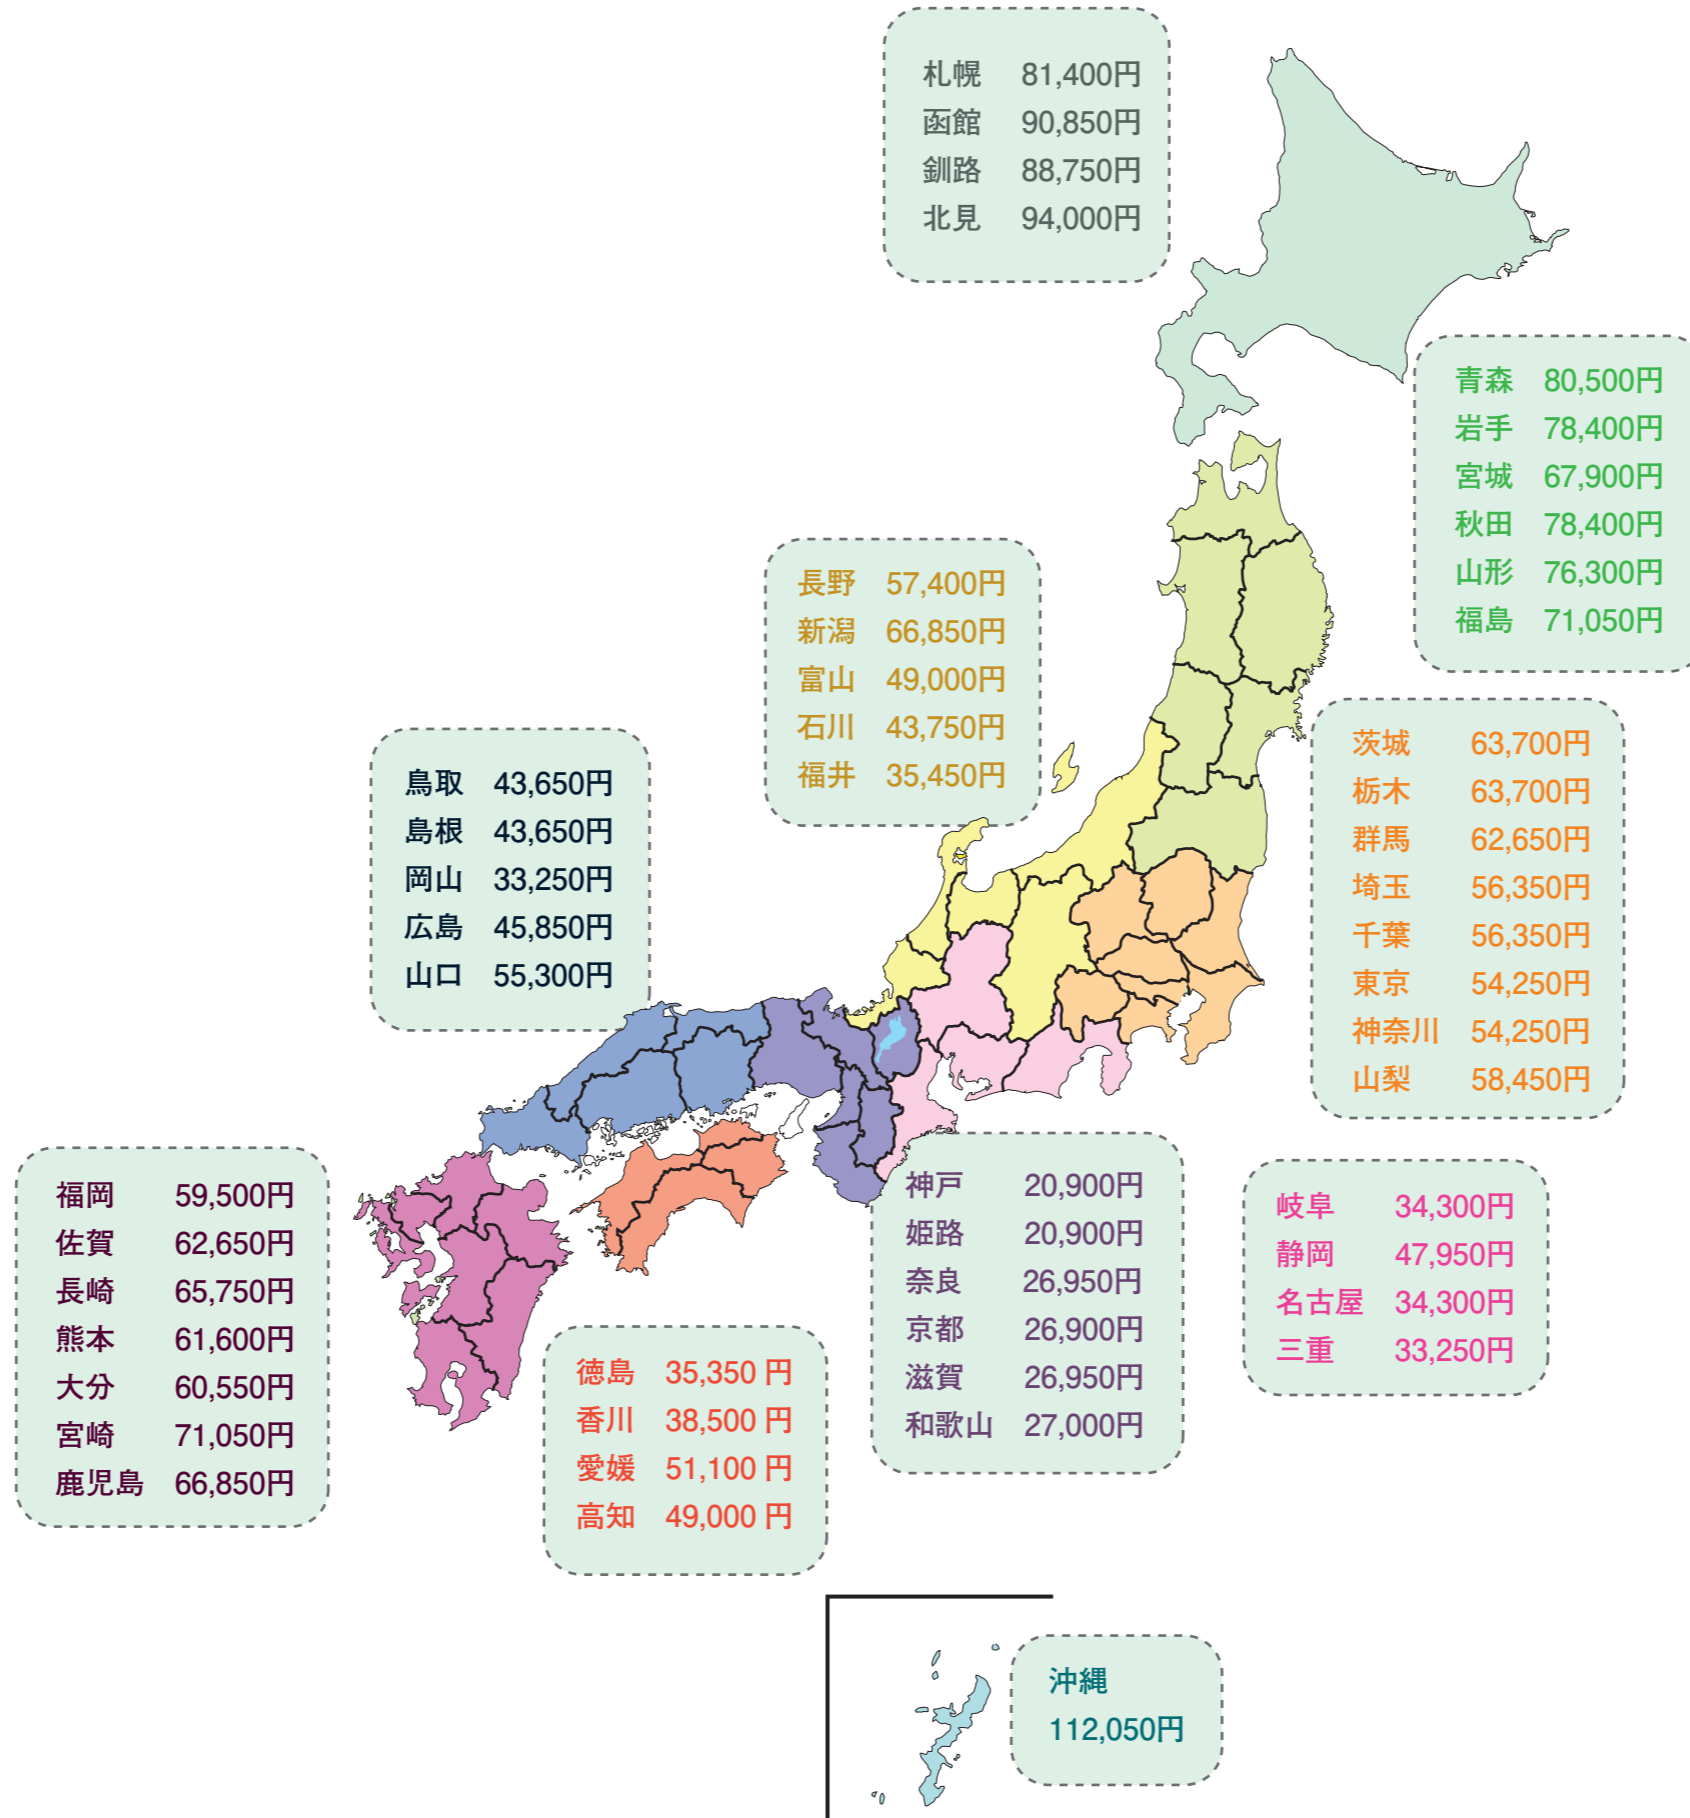 札幌 81,400円
函館 90,850円
釧路 88,750円
北見 94,000円
青森 80,500円
岩手 78,400円
宮城 67,900円
秋田 78,400円
山形 76,300円
福島 71,050円
長野 57,400円
新潟 66,850円
富山 49,000円
石川 43,750円
福井 35,450円
茨城 63,700円
栃木 63,700円
群馬 62,650円
埼玉 56,350円
千葉 56,350円
東京 54,250円
神奈川 54,250円
山梨 58,450円
鳥取 43,650円
島根 43,650円
岡山 33,250円
広島 45,850円
山口 55,300円
福岡 59,500円
佐賀 62,650円
長崎 65,750円
熊本 61,600円
大分 60,550円
宮崎 71,050円
鹿児島 66,850円
徳島 35,350 円
香川 38,500 円
愛媛 51,100 円
高知 49,000 円
神戸 20,900円
姫路 20,900円
奈良 26,950円
京都 26,900円
滋賀 26,950円
和歌山 27,000円
岐阜 34,300円
静岡 47,950円
名古屋 34,300円
三重 33,250円
沖縄
112,050円